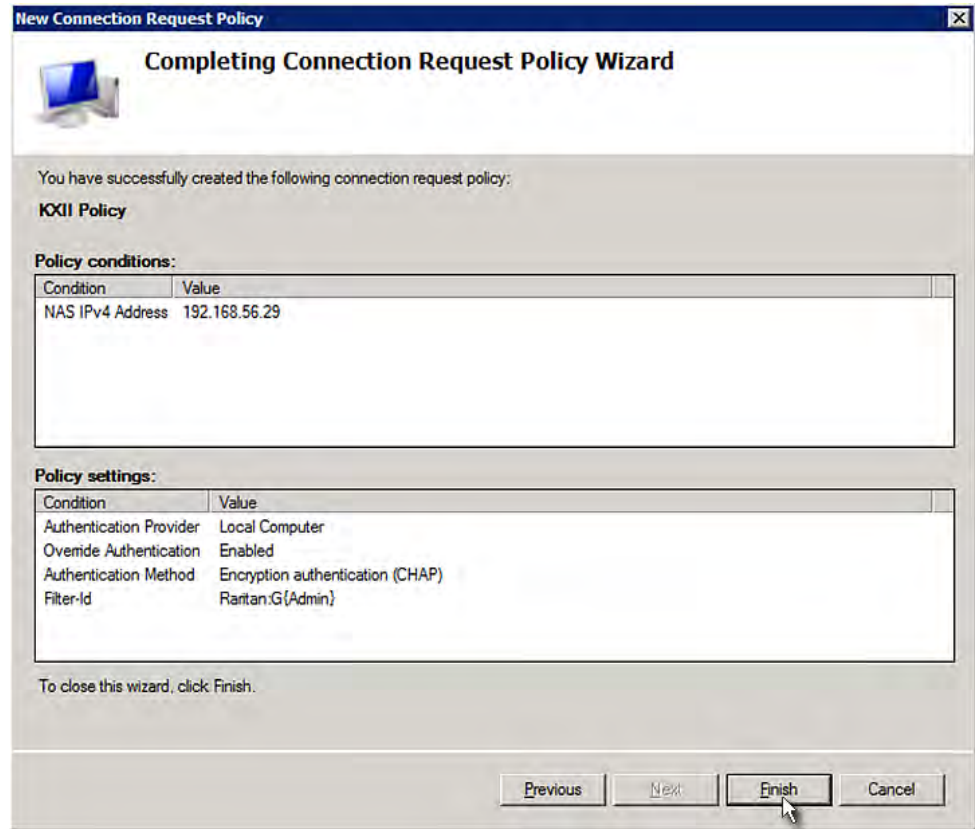 New Connection Request Policy
Completing Connection Request Policy Wizard
You have successfully created the following connection request policy:
KXII Policy
Policy conditions:
Condition Value
NAS IPv4 Address 192.168.56.29
Policy settings:
Condition Value
Authentication Provider Local Computer
Override Authentication Enabled
Authentication Method Encryption authentication (CHAP)
Filter-Id Raritan:G{Admin}
To close this wizard, click Finish.
Previous Next Finish Cancel